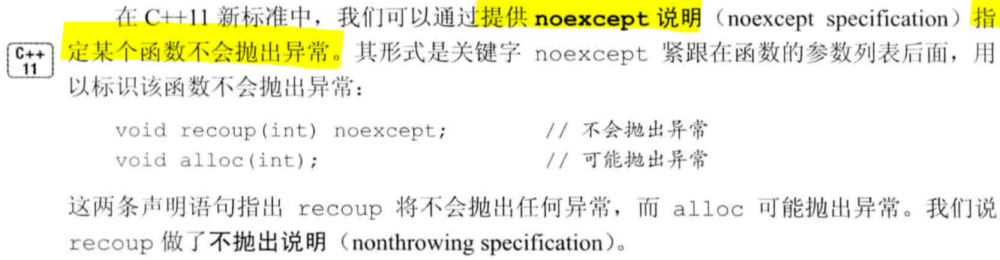 在 C++11 新标准中，我们可以通过提供 noexcept 说明（noexcept specification）指
C++
11
定某个函数不会抛出异常。其形式是关键字 noexcept 紧跟在函数的参数列表后面，用
以标识该函数不会抛出异常：
void recoup(int) noexcept; // 不会抛出异常
void alloc(int); // 可能抛出异常
这两条声明语句指出 recoup 将不会抛出任何异常，而 alloc 可能抛出异常。我们说
recoup 做了不抛出说明（nonthrowing specification）。